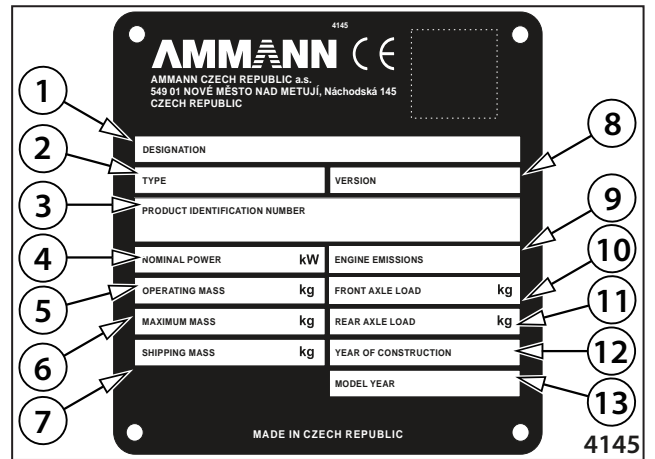 4145
AMMANN CE
AMMANN CZECH REPUBLIC a.s.
549 01 NOVÉ MĚSTO NAD METUJÍ, Náchodská 145
CZECH REPUBLIC
1
DESIGNATION
8
2
TYPE
VERSION
3
PRODUCT IDENTIFICATION NUMBER
9
4
NOMINAL POWER kW
ENGINE EMISSIONS
10
5
OPERATING MASS kg
FRONT AXLE LOAD kg
11
6
MAXIMUM MASS kg
REAR AXLE LOAD kg
12
7
SHIPPING MASS kg
YEAR OF CONSTRUCTION
13
MODEL YEAR
MADE IN CZECH REPUBLIC
4145